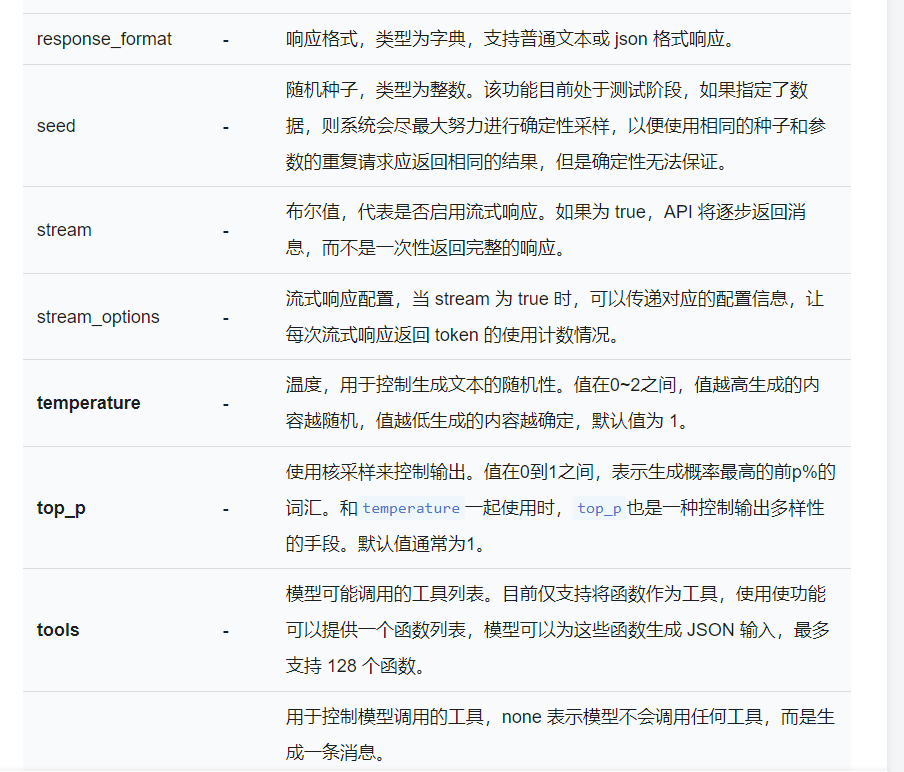 response_format - 响应格式，类型为字典，支持普通文本或 json 格式响应。
随机种子，类型为整数。该功能目前处于测试阶段，如果指定了数
seed - 据，则系统会尽最大努力进行确定性采样，以便使用相同的种子和参
数的重复请求应返回相同的结果，但是确定性无法保证。
布尔值，代表是否启用流式响应。如果为 true，API 将逐步返回消
stream -
息，而不是一次性返回完整的响应。
流式响应配置，当 stream 为 true 时，可以传递对应的配置信息，让
stream_options -
每次流式响应返回 token 的使用计数情况。
温度，用于控制生成文本的随机性。值在0~2之间，值越高生成的内
temperature -
容越随机，值越低生成的内容越确定，默认值为 1。
使用核采样来控制输出。值在0到1之间，表示生成概率最高的前p%的
top_p - 词汇。和 temperature 一起使用时， top_p 也是一种控制输出多样性
的手段。默认值通常为1。
模型可能调用的工具列表。目前仅支持将函数作为工具，使用使功能
tools - 可以提供一个函数列表，模型可以为这些函数生成 JSON 输入，最多
支持 128 个函数。
用于控制模型调用的工具，none 表示模型不会调用任何工具，而是生
成一条消息。